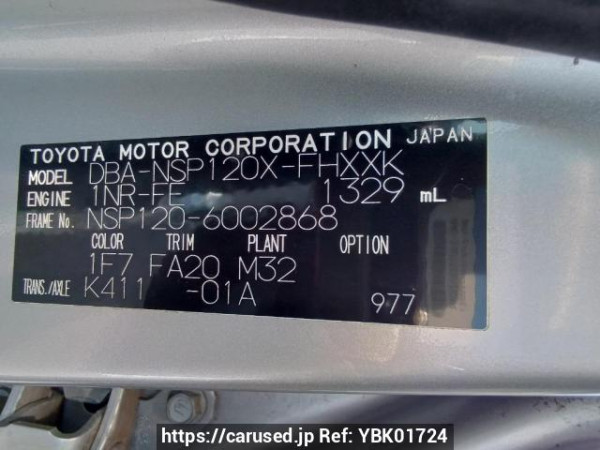 TOYOTA MOTOR CORPORATION JAPAN
MODEL DBA-NSP120X-FHXXK
ENGINE 1NR-FE 1329 mL
FRAME No. NSP120-6002868
COLOR TRIM PLANT OPTION
1F7 FA20 M32
TRANS./AXLE K411 -01A 977
https://carused.jp Ref: YBK01724